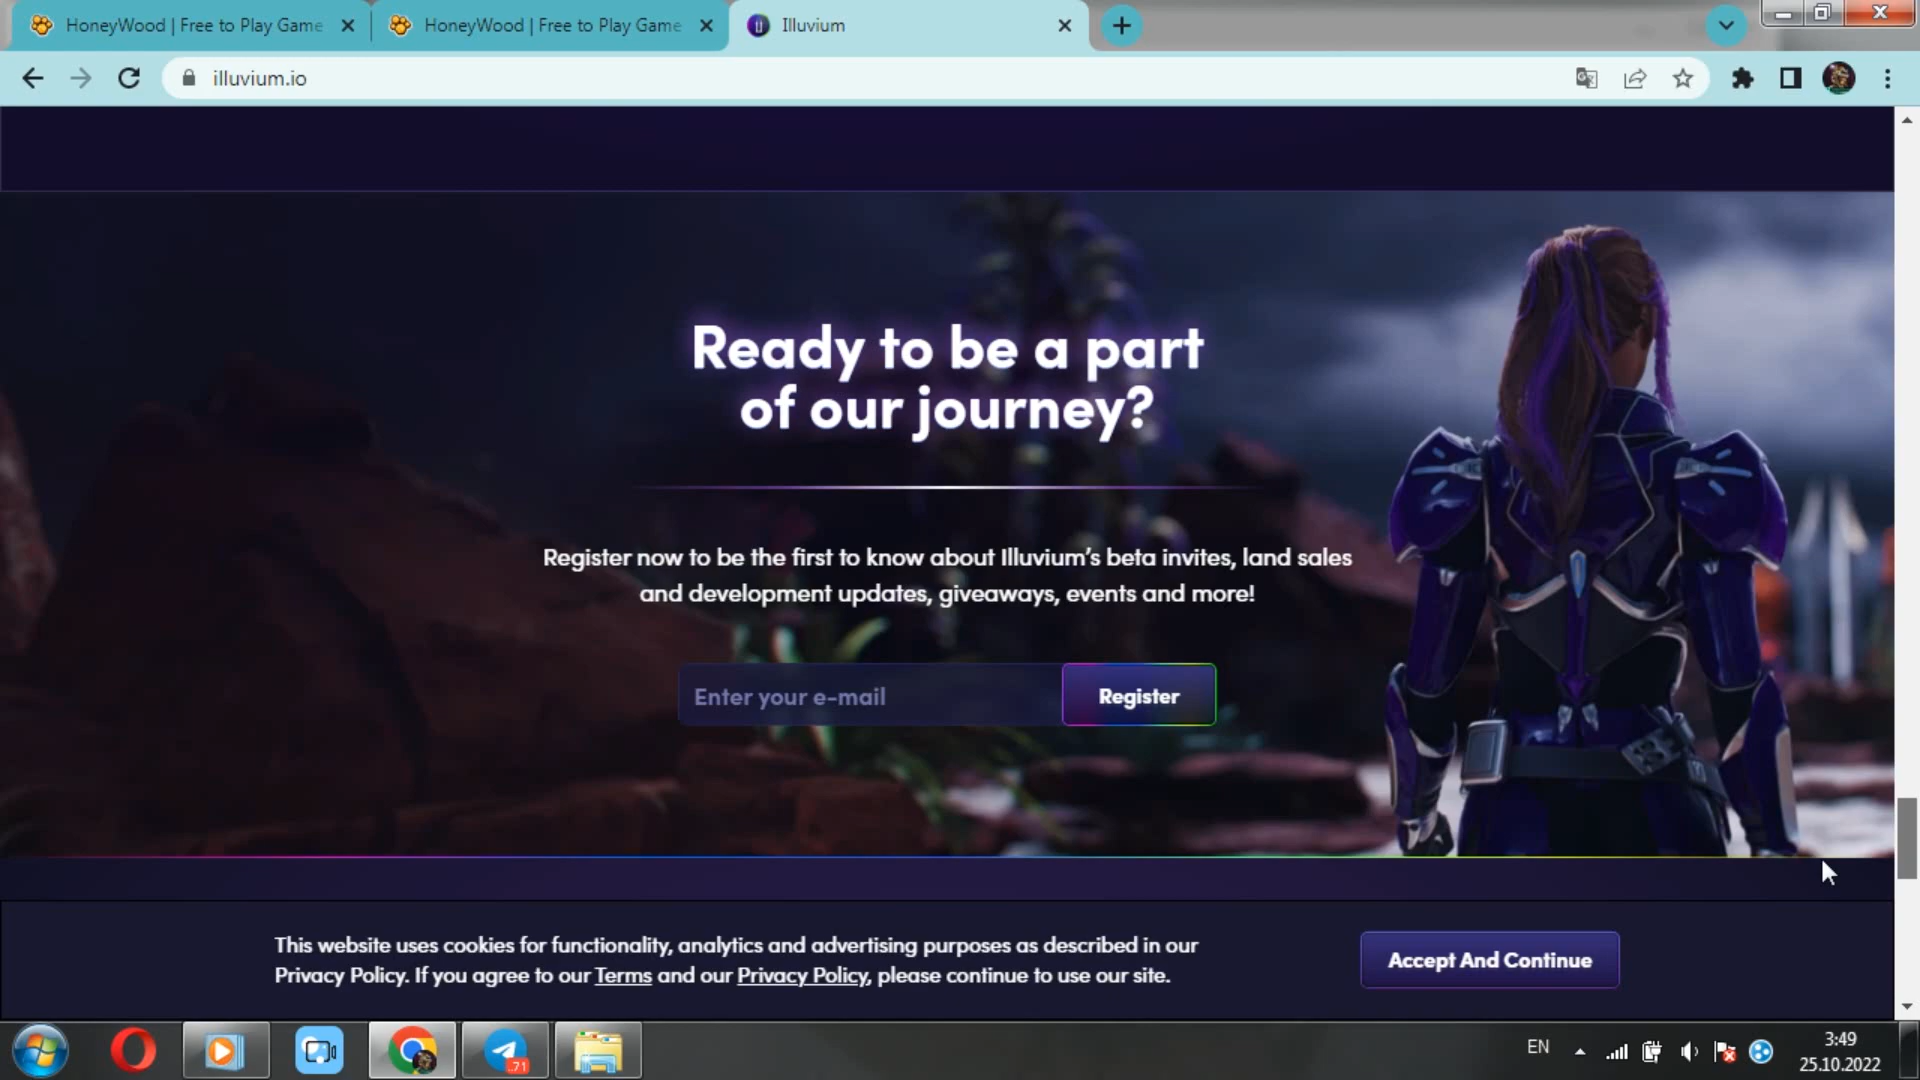 HoneyWood | Free to Play Game
HoneyWood | Free to Play Game
Illuvium
illuvium.io
Ready to be a part
of our journey?
Register now to be the first to know about Illuvium's beta invites, land sales
and development updates, giveaways, events and more!
Enter your e-mail
Register
This website uses cookies for functionality, analytics and advertising purposes as described in our
Privacy Policy. If you agree to our Terms and our Privacy Policy, please continue to use our site.
Accept And Continue
71
EN
3:49
25.10.2022